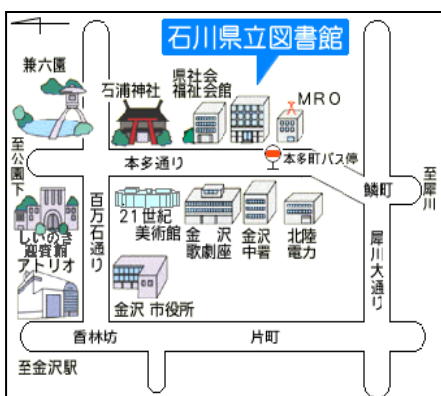 石川県立図書館
兼六園
石浦神社
県社会
福祉会館
MRO
至公園下
本多通り
本多町バス停
鱗町
至犀川
しいのき
迎賓館
アトリオ
百万石通り
21世紀
美術館
金沢
歌劇座
金沢
中署
北陸
電力
犀川大通り
金沢市役所
香林坊
片町
至金沢駅